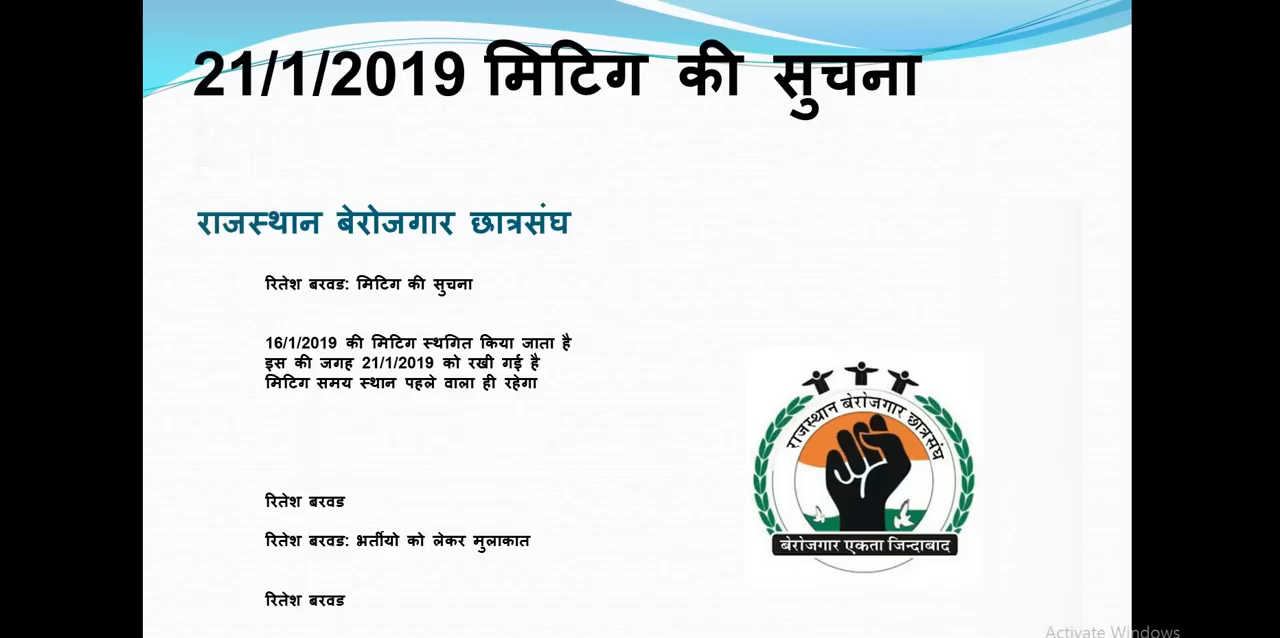 21/1/2019 मिटिग की सुचना
राजस्थान बेरोजगार छात्रसंघ
रितेश बरवड: मिटिग की सुचना
16/1/2019 की मिटिग स्थगित किया जाता है
इस की जगह 21/1/2019 को रखी गई है
मिटिग समय स्थान पहले वाला ही रहेगा
राजस्थान बेरोजगार छात्रसंघ
बेरोजगार एकता जिन्दाबाद
रितेश बरवड
रितेश बरवड: भर्तीयो को लेकर मुलाकात
रितेश बरवड
Activate Windows